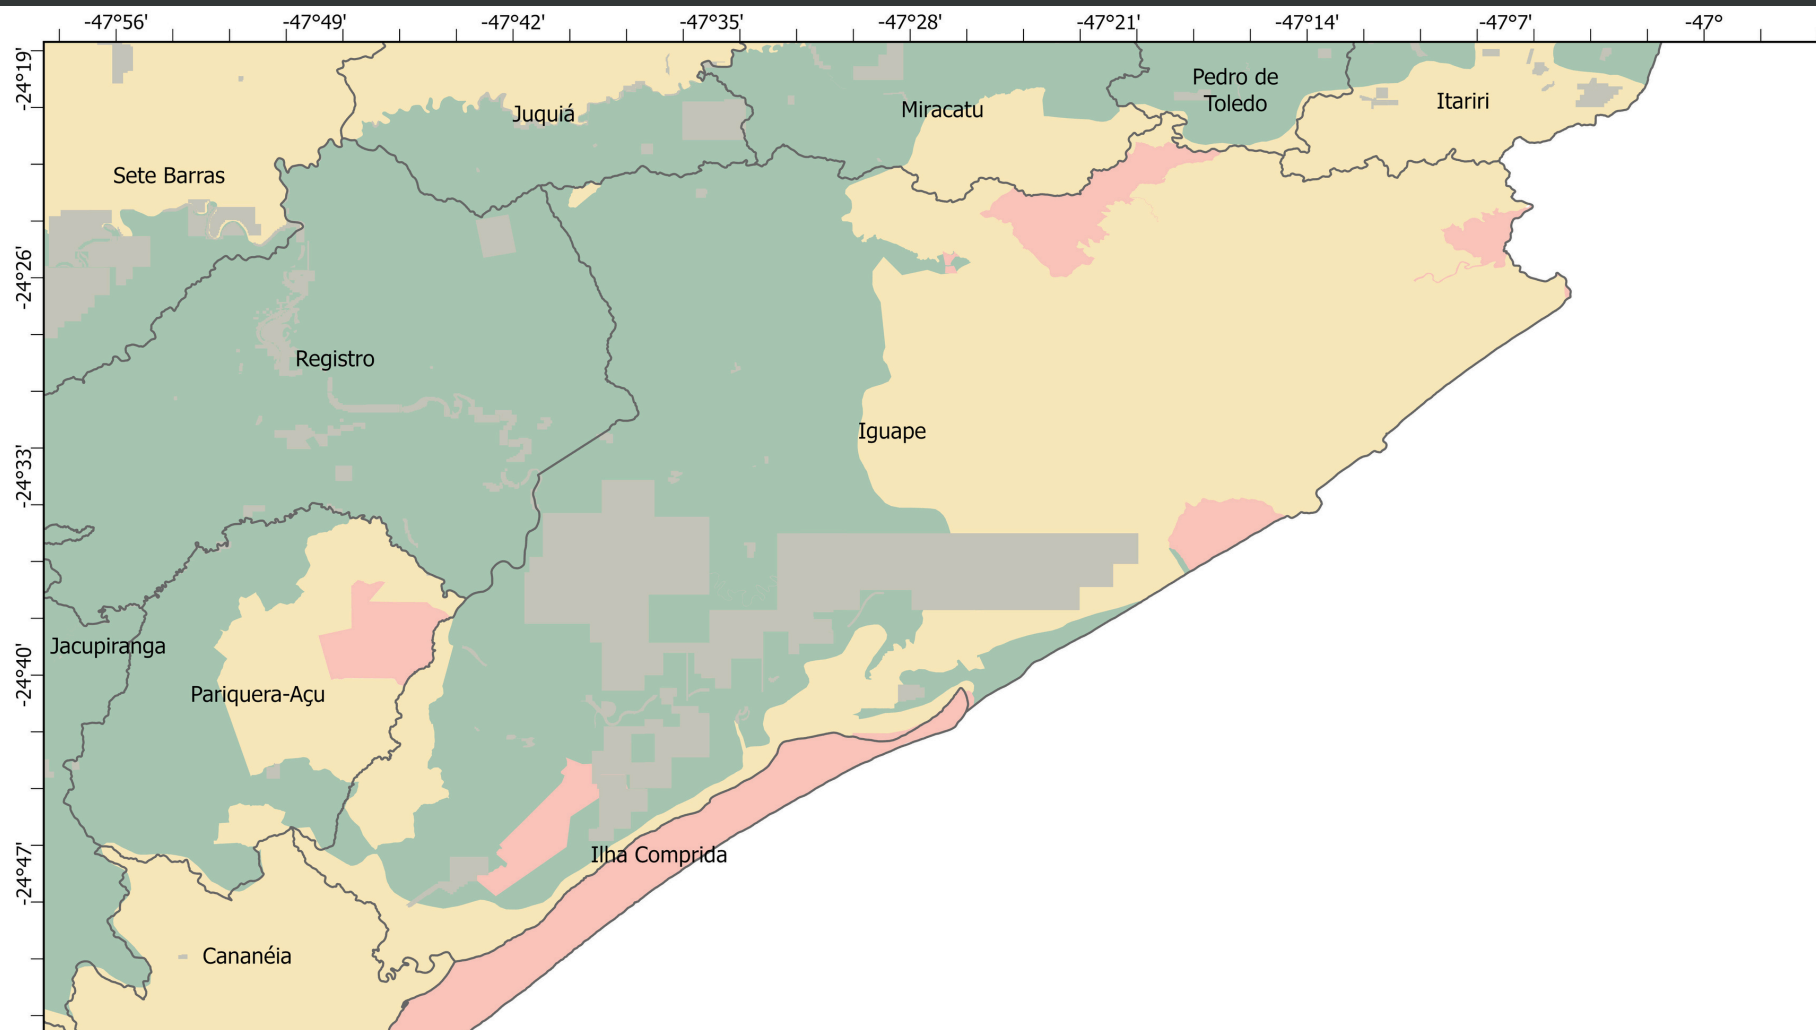 -47°56' -47°49' -47°42' -47°35' -47°28' -47°21' -47°14' -47°7' -47°
-24°19'
-24°26'
-24°33'
-24°40'
-24°47'
Pedro de
Toledo
Itariri
Miracatu
Juquiá
Sete Barras
Registro
Iguape
Jacupiranga
Pariquera-Açu
Ilha Comprida
Cananéia